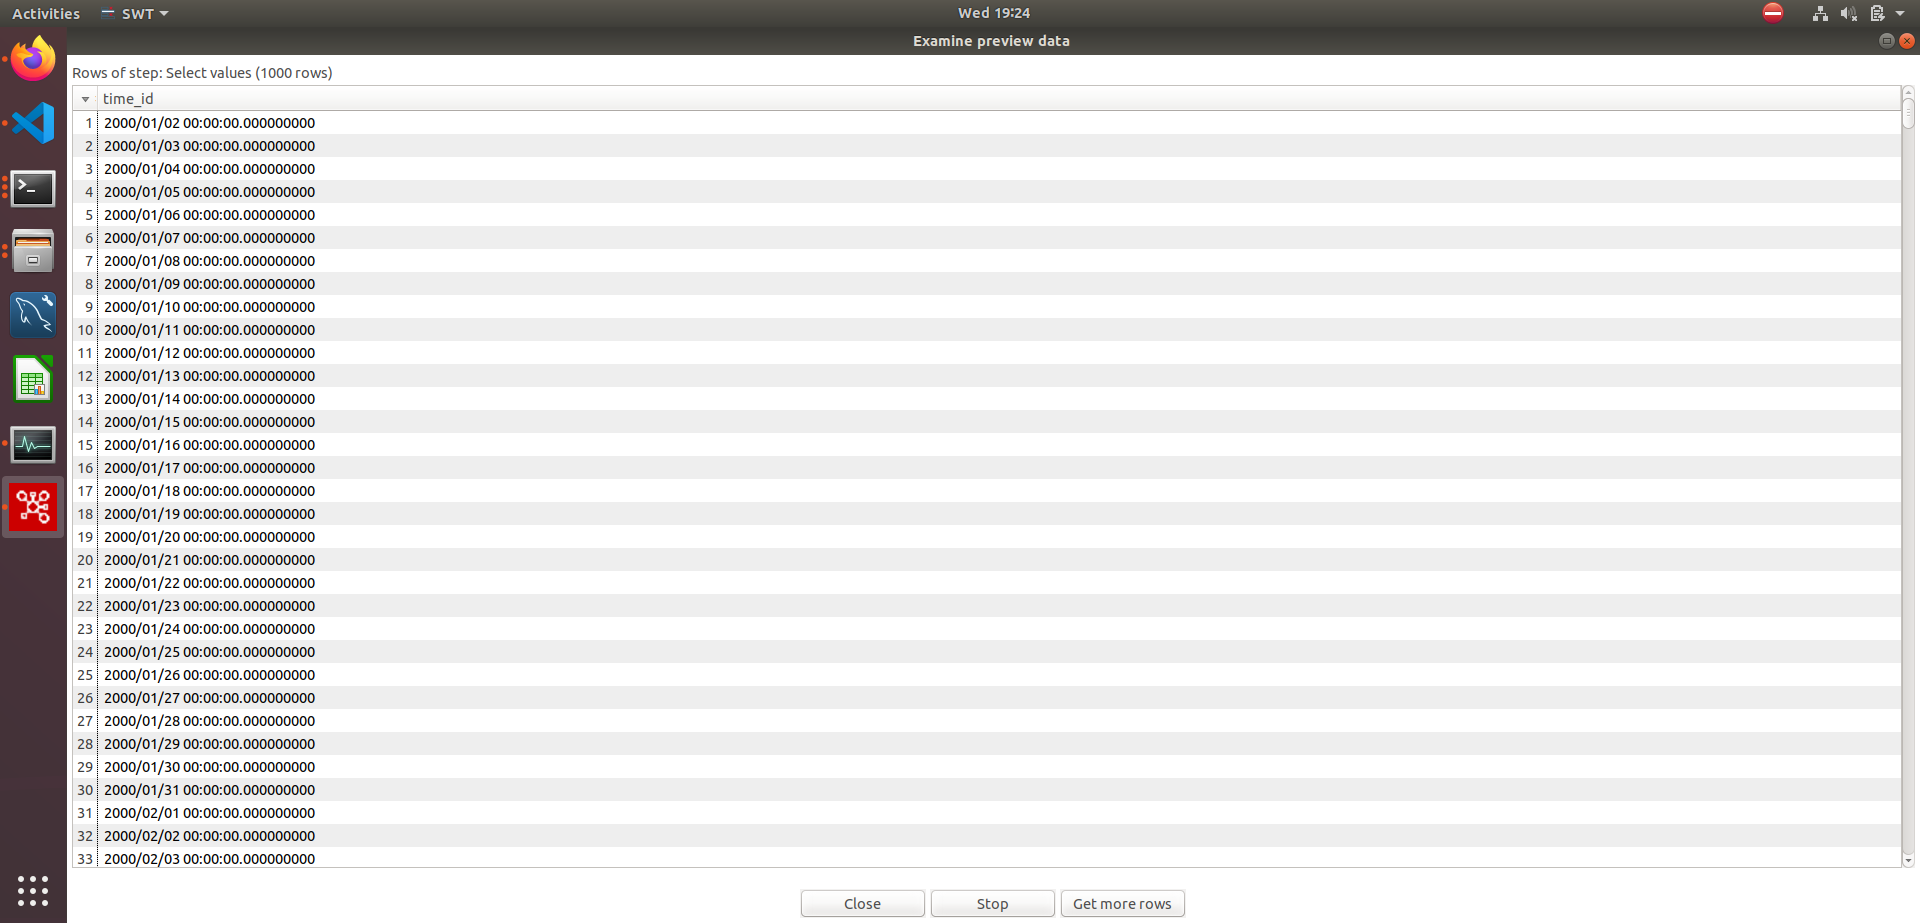 Activities SWT Wed 19:24
Examine preview data
Rows of step: Select values (1000 rows)
time_id
1 2000/01/02 00:00:00.000000000
2 2000/01/03 00:00:00.000000000
3 2000/01/04 00:00:00.000000000
4 2000/01/05 00:00:00.000000000
5 2000/01/06 00:00:00.000000000
6 2000/01/07 00:00:00.000000000
7 2000/01/08 00:00:00.000000000
8 2000/01/09 00:00:00.000000000
9 2000/01/10 00:00:00.000000000
10 2000/01/11 00:00:00.000000000
11 2000/01/12 00:00:00.000000000
12 2000/01/13 00:00:00.000000000
13 2000/01/14 00:00:00.000000000
14 2000/01/15 00:00:00.000000000
15 2000/01/16 00:00:00.000000000
16 2000/01/17 00:00:00.000000000
17 2000/01/18 00:00:00.000000000
18 2000/01/19 00:00:00.000000000
19 2000/01/20 00:00:00.000000000
20 2000/01/21 00:00:00.000000000
21 2000/01/22 00:00:00.000000000
22 2000/01/23 00:00:00.000000000
23 2000/01/24 00:00:00.000000000
24 2000/01/25 00:00:00.000000000
25 2000/01/26 00:00:00.000000000
26 2000/01/27 00:00:00.000000000
27 2000/01/28 00:00:00.000000000
28 2000/01/29 00:00:00.000000000
29 2000/01/30 00:00:00.000000000
30 2000/01/31 00:00:00.000000000
31 2000/02/01 00:00:00.000000000
32 2000/02/02 00:00:00.000000000
33 2000/02/03 00:00:00.000000000
Close Stop Get more rows